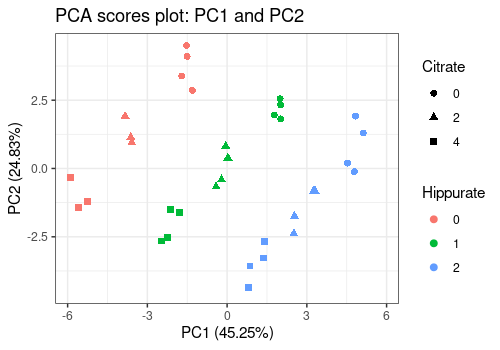 PCA scores plot: PC1 and PC2
PC2 (24.83%)
2.5
0.0
-2.5
-6
-3
0
3
6
PC1 (45.25%)
Citrate
0
2
4
Hippurate
0
1
2